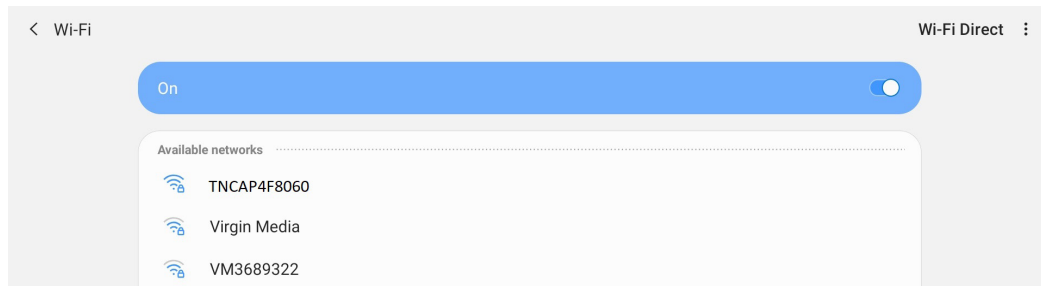 Wi-Fi
Wi-Fi Direct
On
Available networks
TNCAP4F8060
Virgin Media
VM3689322